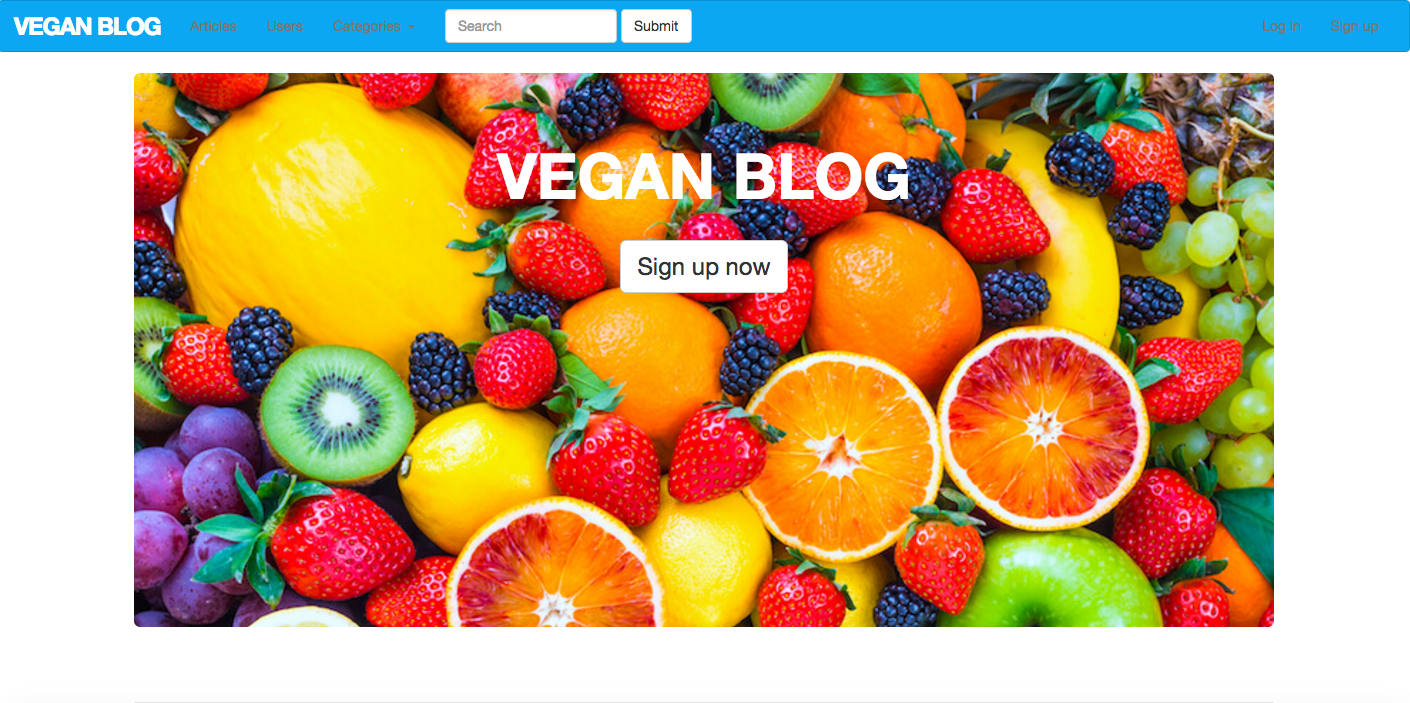 VEGAN BLOG Articles Users Categories Search Submit Log in Sign up
VEGAN BLOG
Sign up now